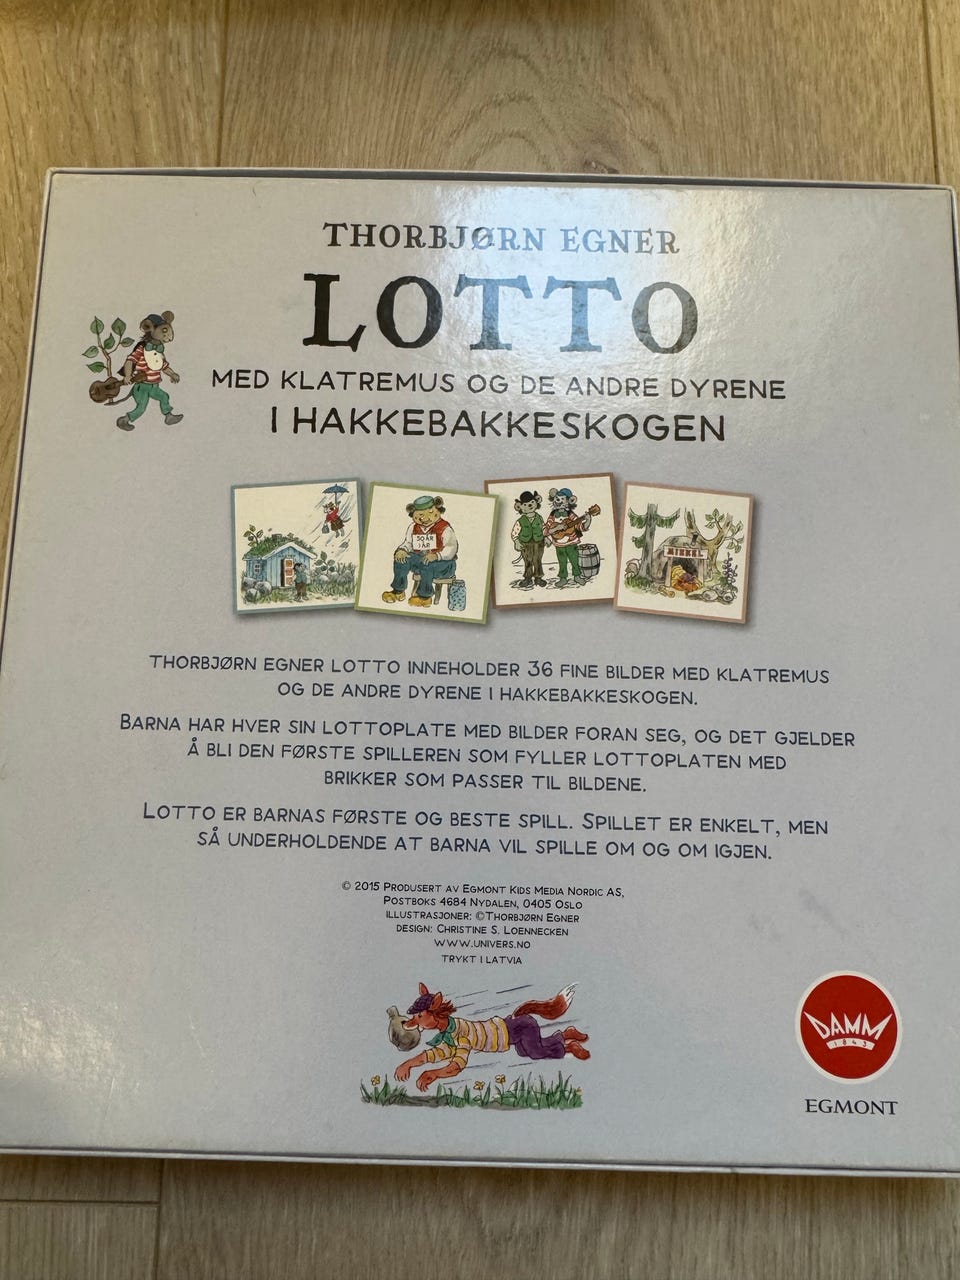 THORBJØRN EGNER
LOTTO
MED KLATREMUS OG DE ANDRE DYRENE
I HAKKEBAKKESKOGEN
50 ÅR
I ÅR
MIKKEL
THORBJØRN EGNER LOTTO INNEHOLDER 36 FINE BILDER MED KLATREMUS
OG DE ANDRE DYRENE I HAKKEBAKKESKOGEN.
BARNA HAR HVER SIN LOTTOPLATE MED BILDER FORAN SEG, OG DET GJELDER
Å BLI DEN FØRSTE SPILLEREN SOM FYLLER LOTTOPLATEN MED
BRIKKER SOM PASSER TIL BILDENE.
LOTTO ER BARNAS FØRSTE OG BESTE SPILL. SPILLET ER ENKELT, MEN
SÅ UNDERHOLDENDE AT BARNA VIL SPILLE OM OG OM IGJEN.
© 2015 PRODUSERT AV EGMONT KIDS MEDIA NORDIC AS,
POSTBOKS 4684 NYDALEN, 0405 OSLO
ILLUSTRASJONER: ©THORBJØRN EGNER
DESIGN: CHRISTINE S. LOENNECKEN
WWW.UNIVERS.NO
TRYKT I LATVIA
DAMM
1843
EGMONT